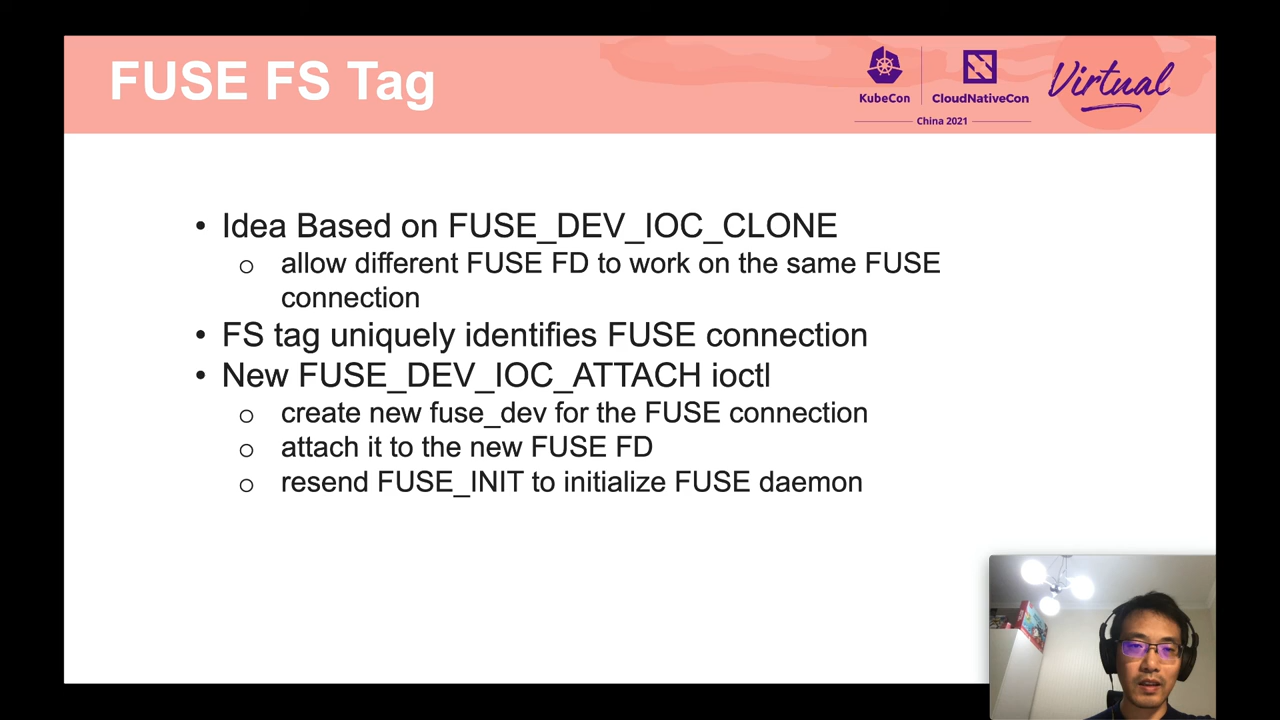 FUSE FS Tag
KubeCon
CloudNativeCon
China 2021
Virtual
• Idea Based on FUSE_DEV_IOC_CLONE
o allow different FUSE FD to work on the same FUSE
connection
• FS tag uniquely identifies FUSE connection
• New FUSE_DEV_IOC_ATTACH ioctl
o create new fuse_dev for the FUSE connection
o attach it to the new FUSE FD
o resend FUSE_INIT to initialize FUSE daemon